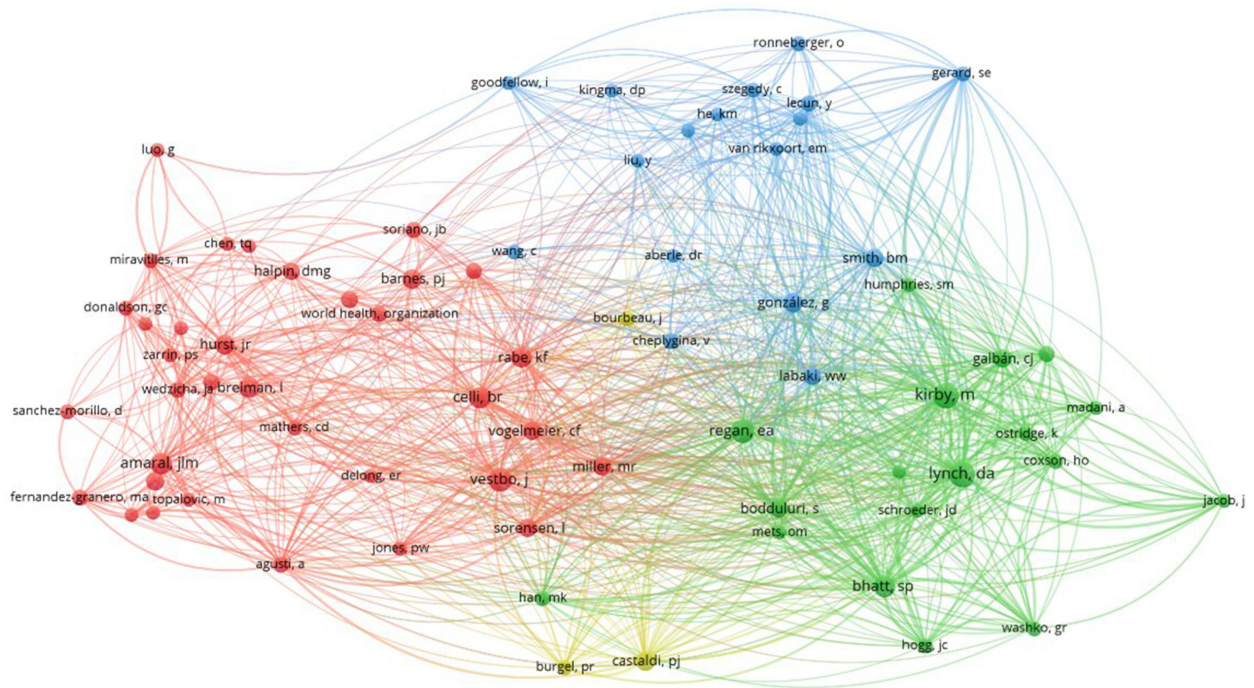 ronneberger, o
gerard, se
goodfellow, i
kingma, dp
szegedy, c
lecun, y
he, km
luo, g
van rikxoort, em
liu, y
soriano, jb
chen, tq
miravitlles, m
halpin, dmg
barnes, pj
wang, c
aberle, dr
smith, bm
humphries, sm
donaldson, gc
world health, organization
gonzález, g
bourbeau, j
cheplygina, v
hurst, jr
zarrin, ps
rabe, kf
galbán, cj
labaki, ww
wedzicha, ja
breiman, l
celli, br
kirby, m
sanchez-morillo, d
madani, a
mathers, cd
vogelmeier, cf
regan, ea
ostridge, k
amaral, jlm
delong, er
miller, mr
coxson, ho
vestbo, j
lynch, da
fernandez-granero, ma
topalovic, m
jacob, j
bodduluri, s
schroeder, jd
sorensen, l
mets, om
jones, pw
agusti, a
bhatt, sp
han, mk
washko, gr
hogg, jc
burgel, pr
castaldi, pj